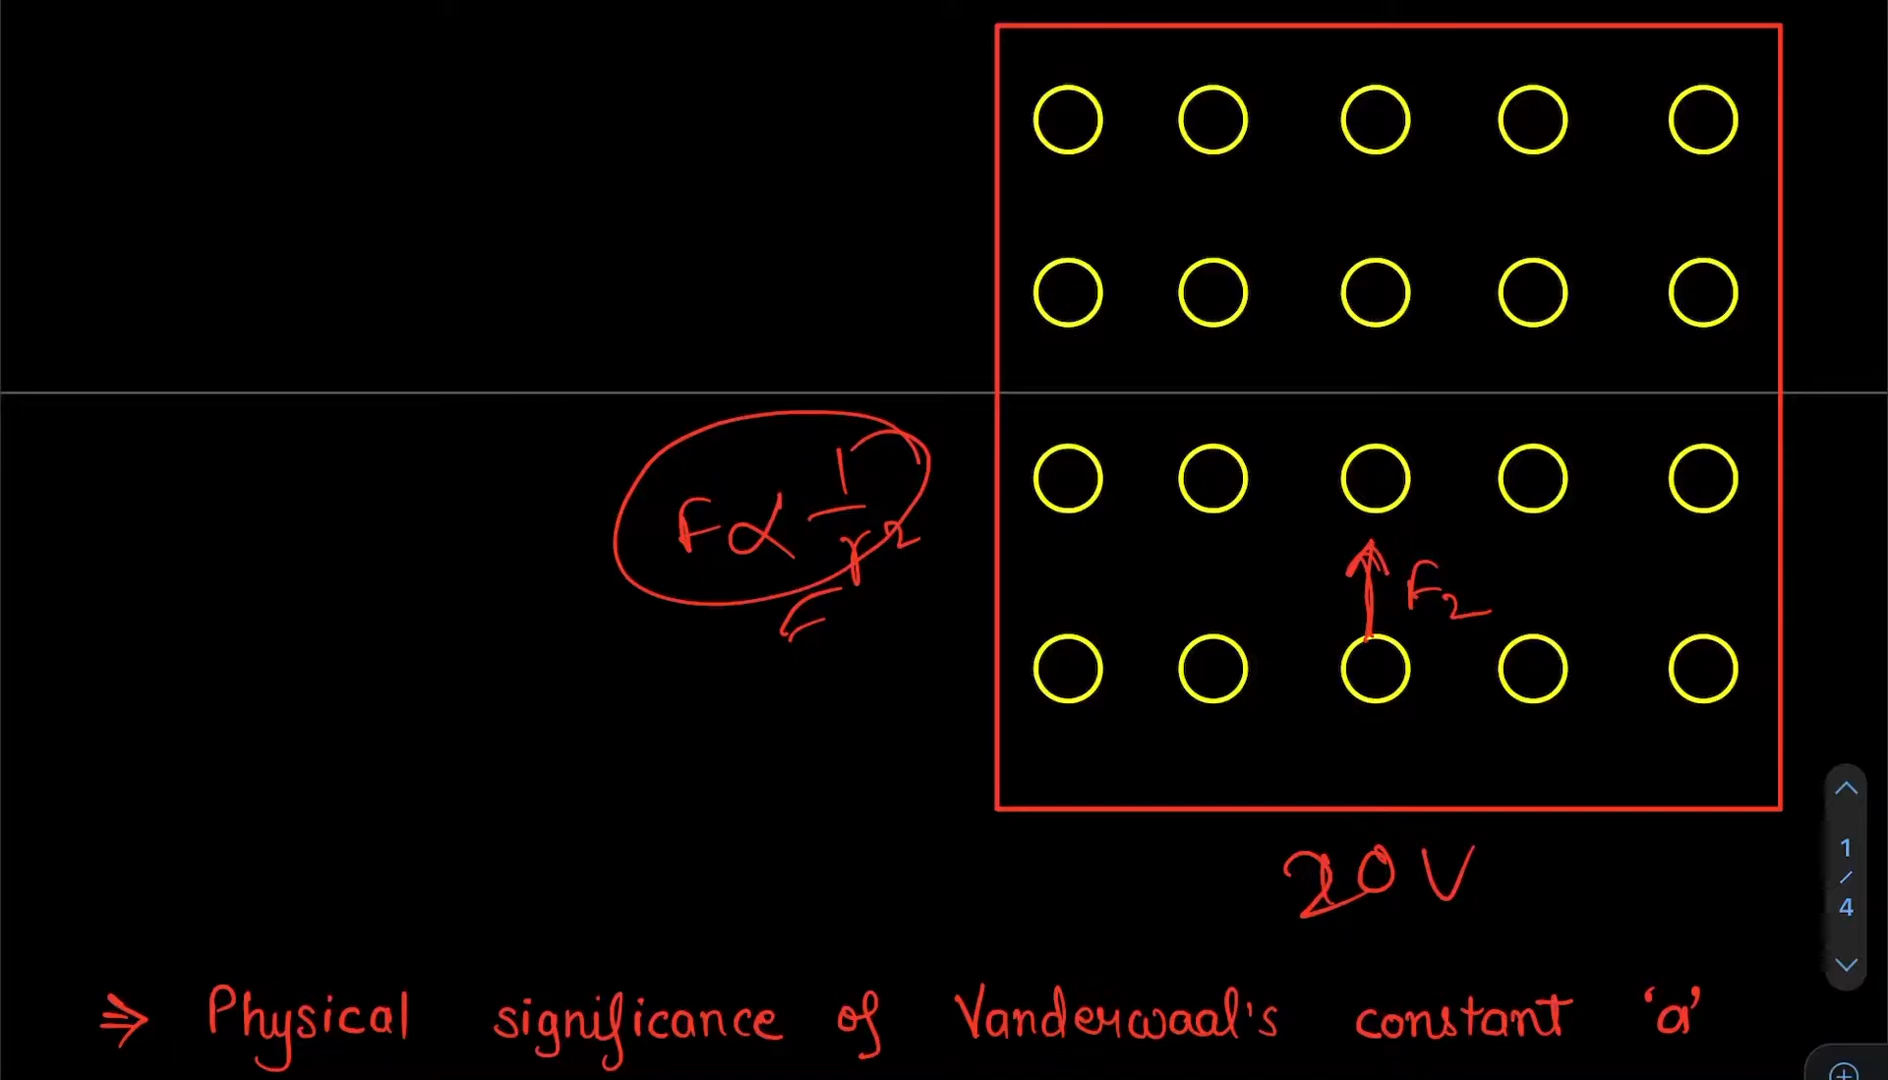 F ∝ 1/r²
F₂
20V
1
/
4
⇒ Physical significance of Vanderwaal's constant 'a'